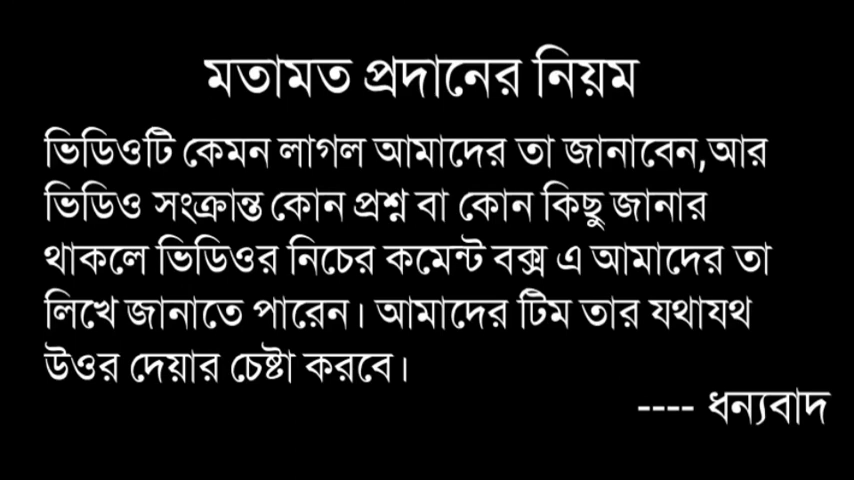 মতামত প্রদানের নিয়ম
ভিডিওটি কেমন লাগল আমাদের তা জানাবেন,আর
ভিডিও সংক্রান্ত কোন প্রশ্ন বা কোন কিছু জানার
থাকলে ভিডিওর নিচের কমেন্ট বক্স এ আমাদের তা
লিখে জানাতে পারেন। আমাদের টিম তার যথাযথ
উওর দেয়ার চেষ্টা করবে।
---- ধন্যবাদ